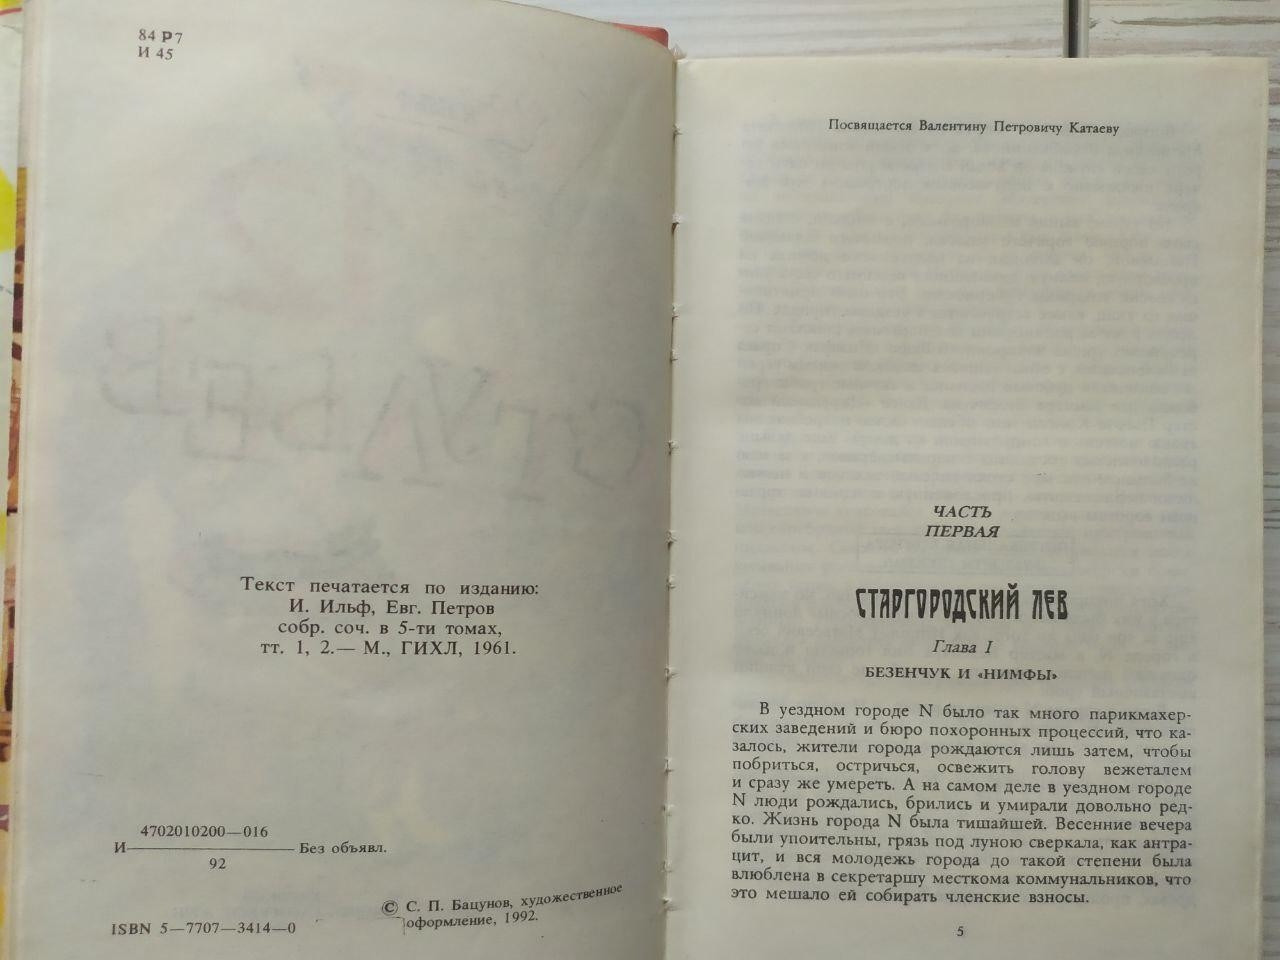 84 Р7
И 45
Текст печатается по изданию:
И. Ильф, Евг. Петров
собр. соч. в 5-ти томах,
тт. 1, 2.— М., ГИХЛ, 1961.
4702010200—016
И————————— Без объявл.
92
© С. П. Бацунов, художественное
оформление, 1992.
ISBN 5—7707—3414—0
Посвящается Валентину Петровичу Катаеву
ЧАСТЬ
ПЕРВАЯ
СТАРГОРОДСКИЙ ЛЕВ
Глава I
БЕЗЕНЧУК И «НИМФЫ»
В уездном городе N было так много парикмахер-
ских заведений и бюро похоронных процессий, что ка-
залось, жители города рождаются лишь затем, чтобы
побриться, остричься, освежить голову вежеталем
и сразу же умереть. А на самом деле в уездном городе
N люди рождались, брились и умирали довольно ред-
ко. Жизнь города N была тишайшей. Весенние вечера
были упоительны, грязь под луною сверкала, как антра-
цит, и вся молодежь города до такой степени была
влюблена в секретаршу месткома коммунальников, что
это мешало ей собирать членские взносы.
5